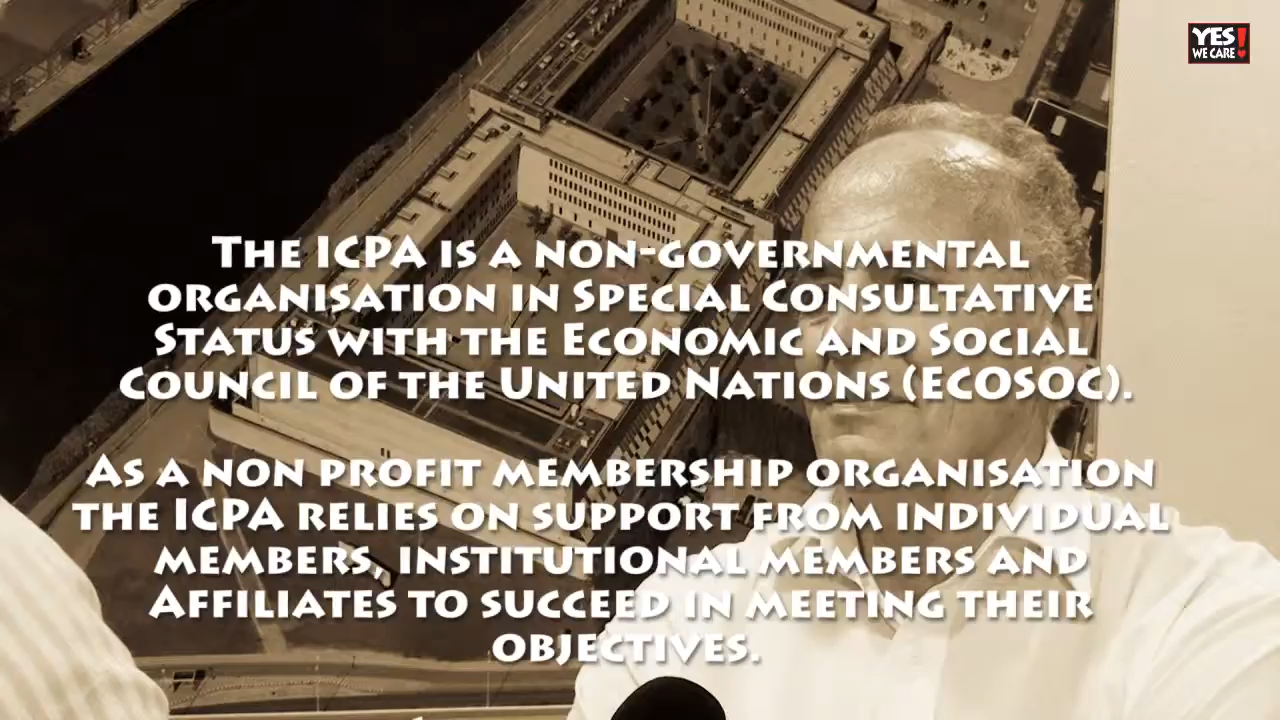 YES!
WE CARE
The ICPA is a non-governmental
organisation in Special Consultative
Status with the Economic and Social
Council of the United Nations (ECOSOC).
As a non profit membership organisation
the ICPA relies on support from individual
members, institutional members and
Affiliates to succeed in meeting their
objectives.